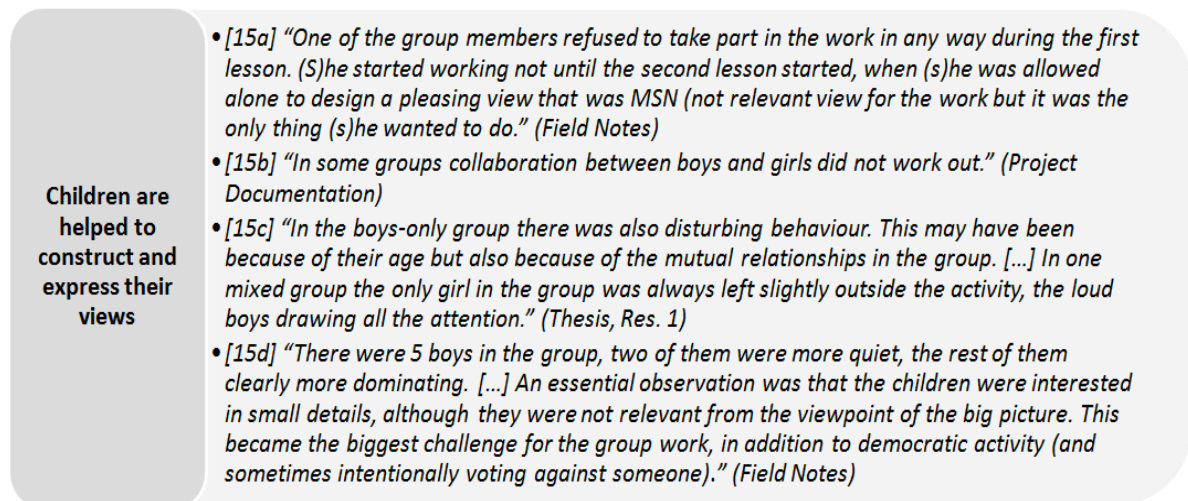 Children are
helped to
construct and
express their
views
• [15a] “One of the group members refused to take part in the work in any way during the first
lesson. (S)he started working not until the second lesson started, when (s)he was allowed
alone to design a pleasing view that was MSN (not relevant view for the work but it was the
only thing (s)he wanted to do.” (Field Notes)
• [15b] “In some groups collaboration between boys and girls did not work out.” (Project
Documentation)
• [15c] “In the boys-only group there was also disturbing behaviour. This may have been
because of their age but also because of the mutual relationships in the group. […] In one
mixed group the only girl in the group was always left slightly outside the activity, the loud
boys drawing all the attention.” (Thesis, Res. 1)
• [15d] “There were 5 boys in the group, two of them were more quiet, the rest of them
clearly more dominating. […] An essential observation was that the children were interested
in small details, although they were not relevant from the viewpoint of the big picture. This
became the biggest challenge for the group work, in addition to democratic activity (and
sometimes intentionally voting against someone).” (Field Notes)